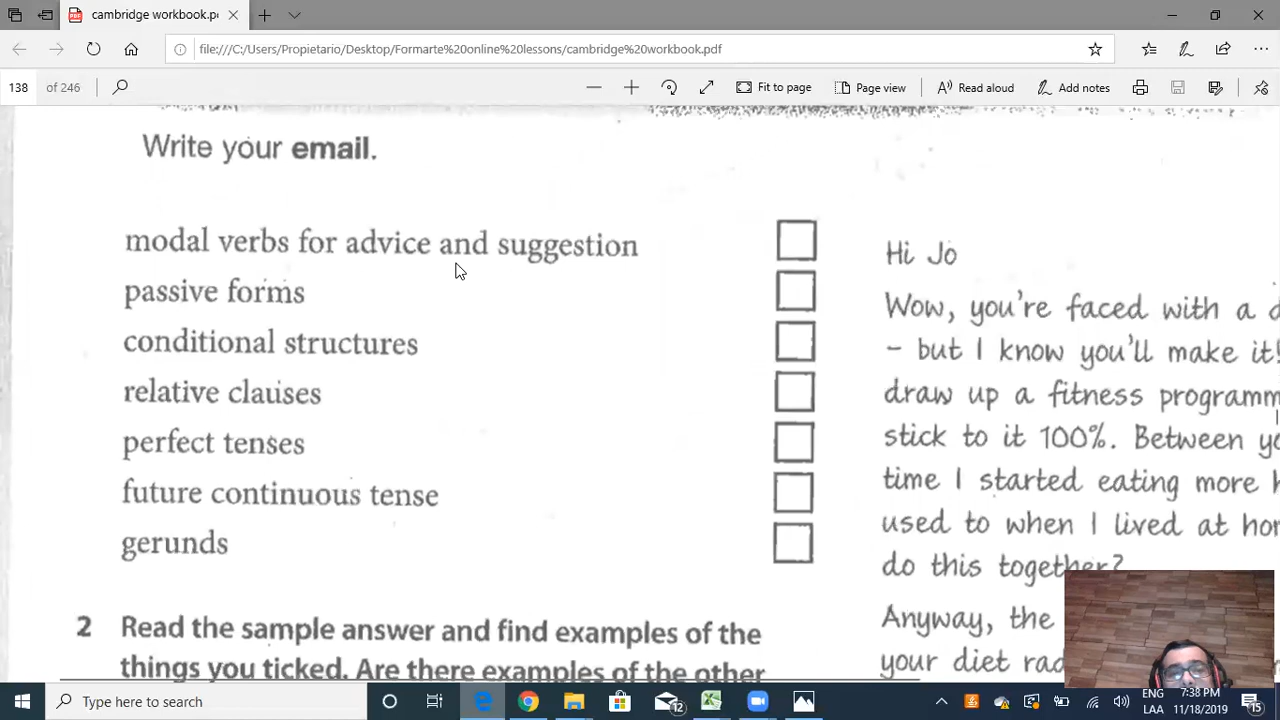 cambridge workbook.p
file:///C:/Users/Propietario/Desktop/Formarte%20online%20lessons/cambridge%20workbook.pdf
138 of 246
Fit to page
Page view
Read aloud
Add notes
Write your email.
modal verbs for advice and suggestion
passive forms
conditional structures
relative clauses
perfect tenses
future continuous tense
gerunds
2 Read the sample answer and find examples of the
things you ticked. Are there examples of the other
Hi Jo
Wow, you're faced with a
- but I know you'll make it!
draw up a fitness programm
stick to it 100%. Between yo
time I started eating more h
used to when I lived at hom
do this together?
Anyway, the
your diet rad
Type here to search
12
ENG
LAA
7:38 PM
11/18/2019
15